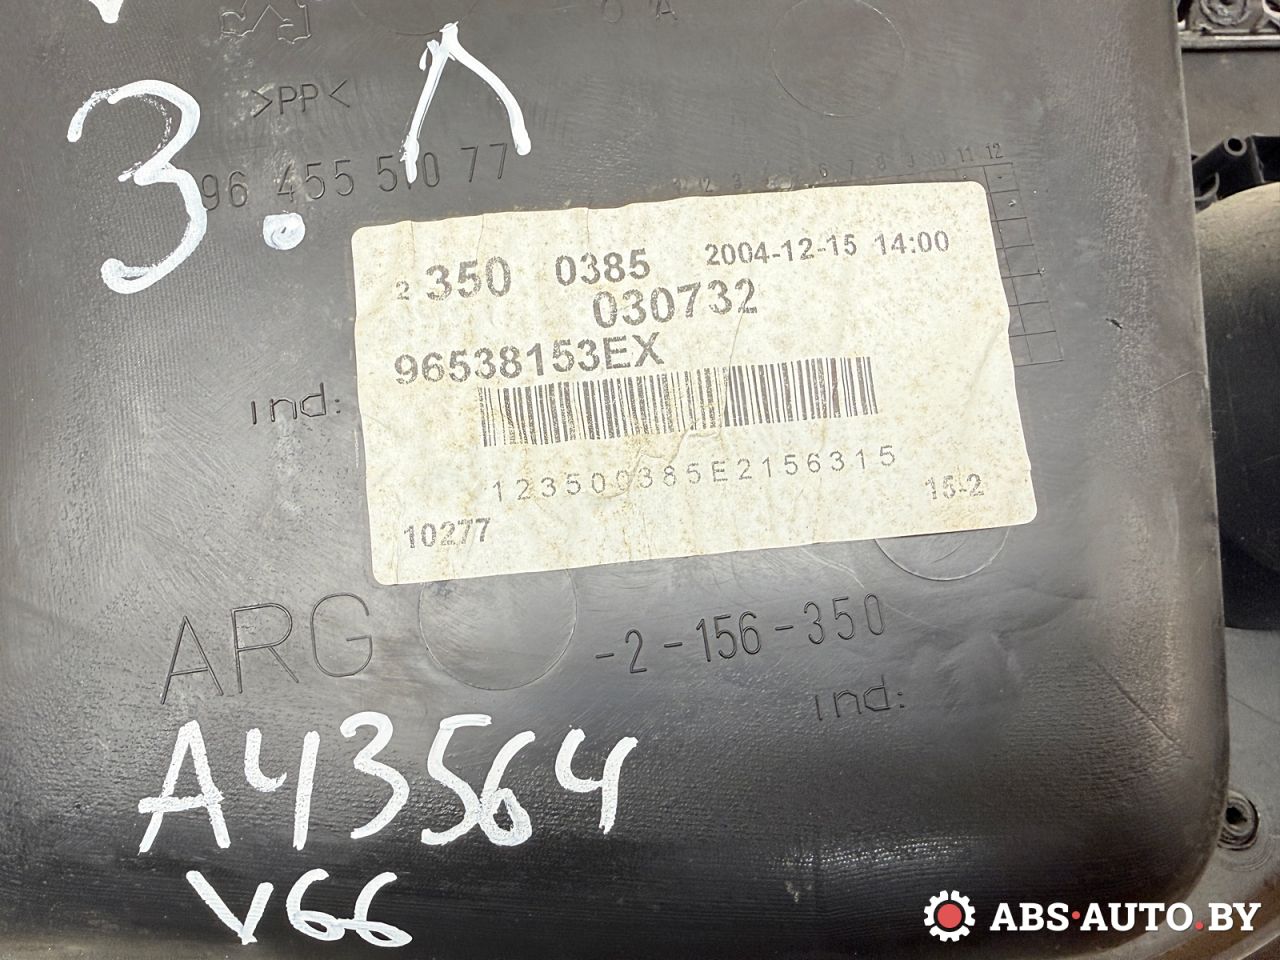 >PP<
3. Л
96 455 510 77
1 2 3 4 5 6 7 8 9 10 11 12
2 350 0385 2004-12-15 14:00
030732
96538153EX
ind:
123500385E2156315
10277 15-2
ARG -2-156-350
ind:
A43564
V66
ABS·AUTO.BY